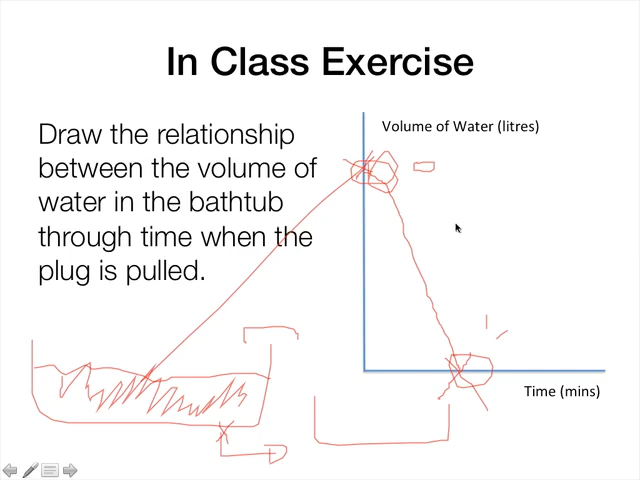 In Class Exercise
Draw the relationship
between the volume of
water in the bathtub
through time when the
plug is pulled.
Volume of Water (litres)
Time (mins)